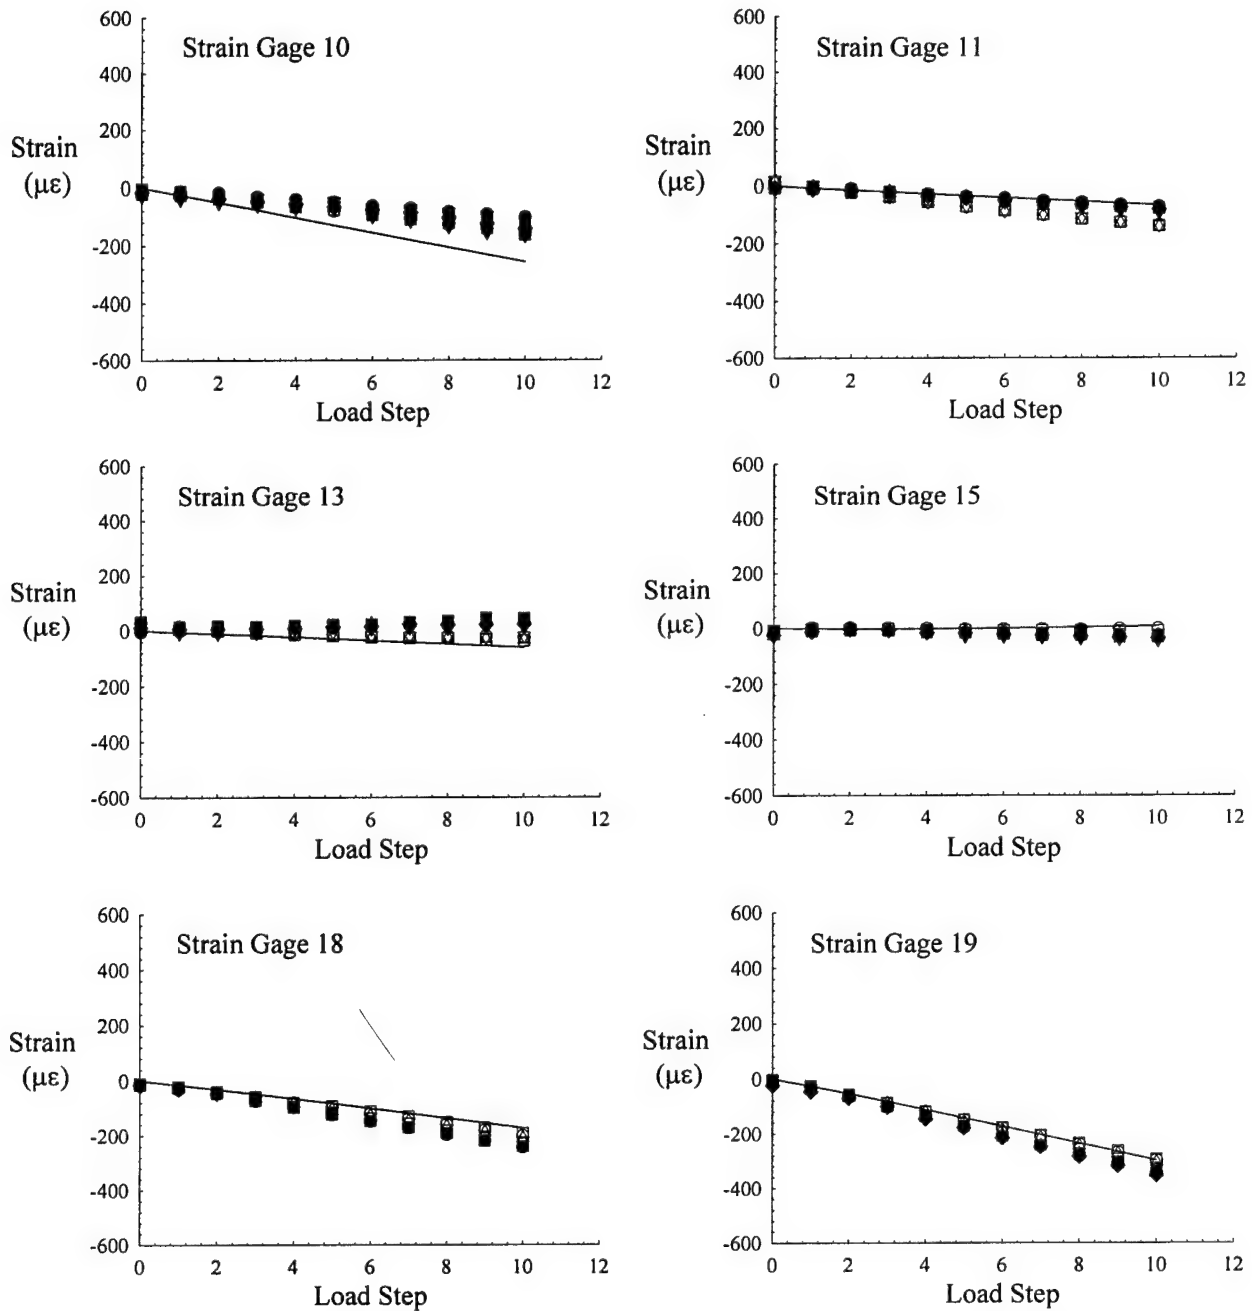 Strain Gage 10
Strain
(με)
600
400
200
0
-200
-400
-600
0 2 4 6 8 10 12
Load Step
Strain Gage 11
Strain
(με)
600
400
200
0
-200
-400
-600
0 2 4 6 8 10 12
Load Step
Strain Gage 13
Strain
(με)
600
400
200
0
-200
-400
-600
0 2 4 6 8 10 12
Load Step
Strain Gage 15
Strain
(με)
600
400
200
0
-200
-400
-600
0 2 4 6 8 10 12
Load Step
Strain Gage 18
Strain
(με)
600
400
200
0
-200
-400
-600
0 2 4 6 8 10 12
Load Step
Strain Gage 19
Strain
(με)
600
400
200
0
-200
-400
-600
0 2 4 6 8 10 12
Load Step